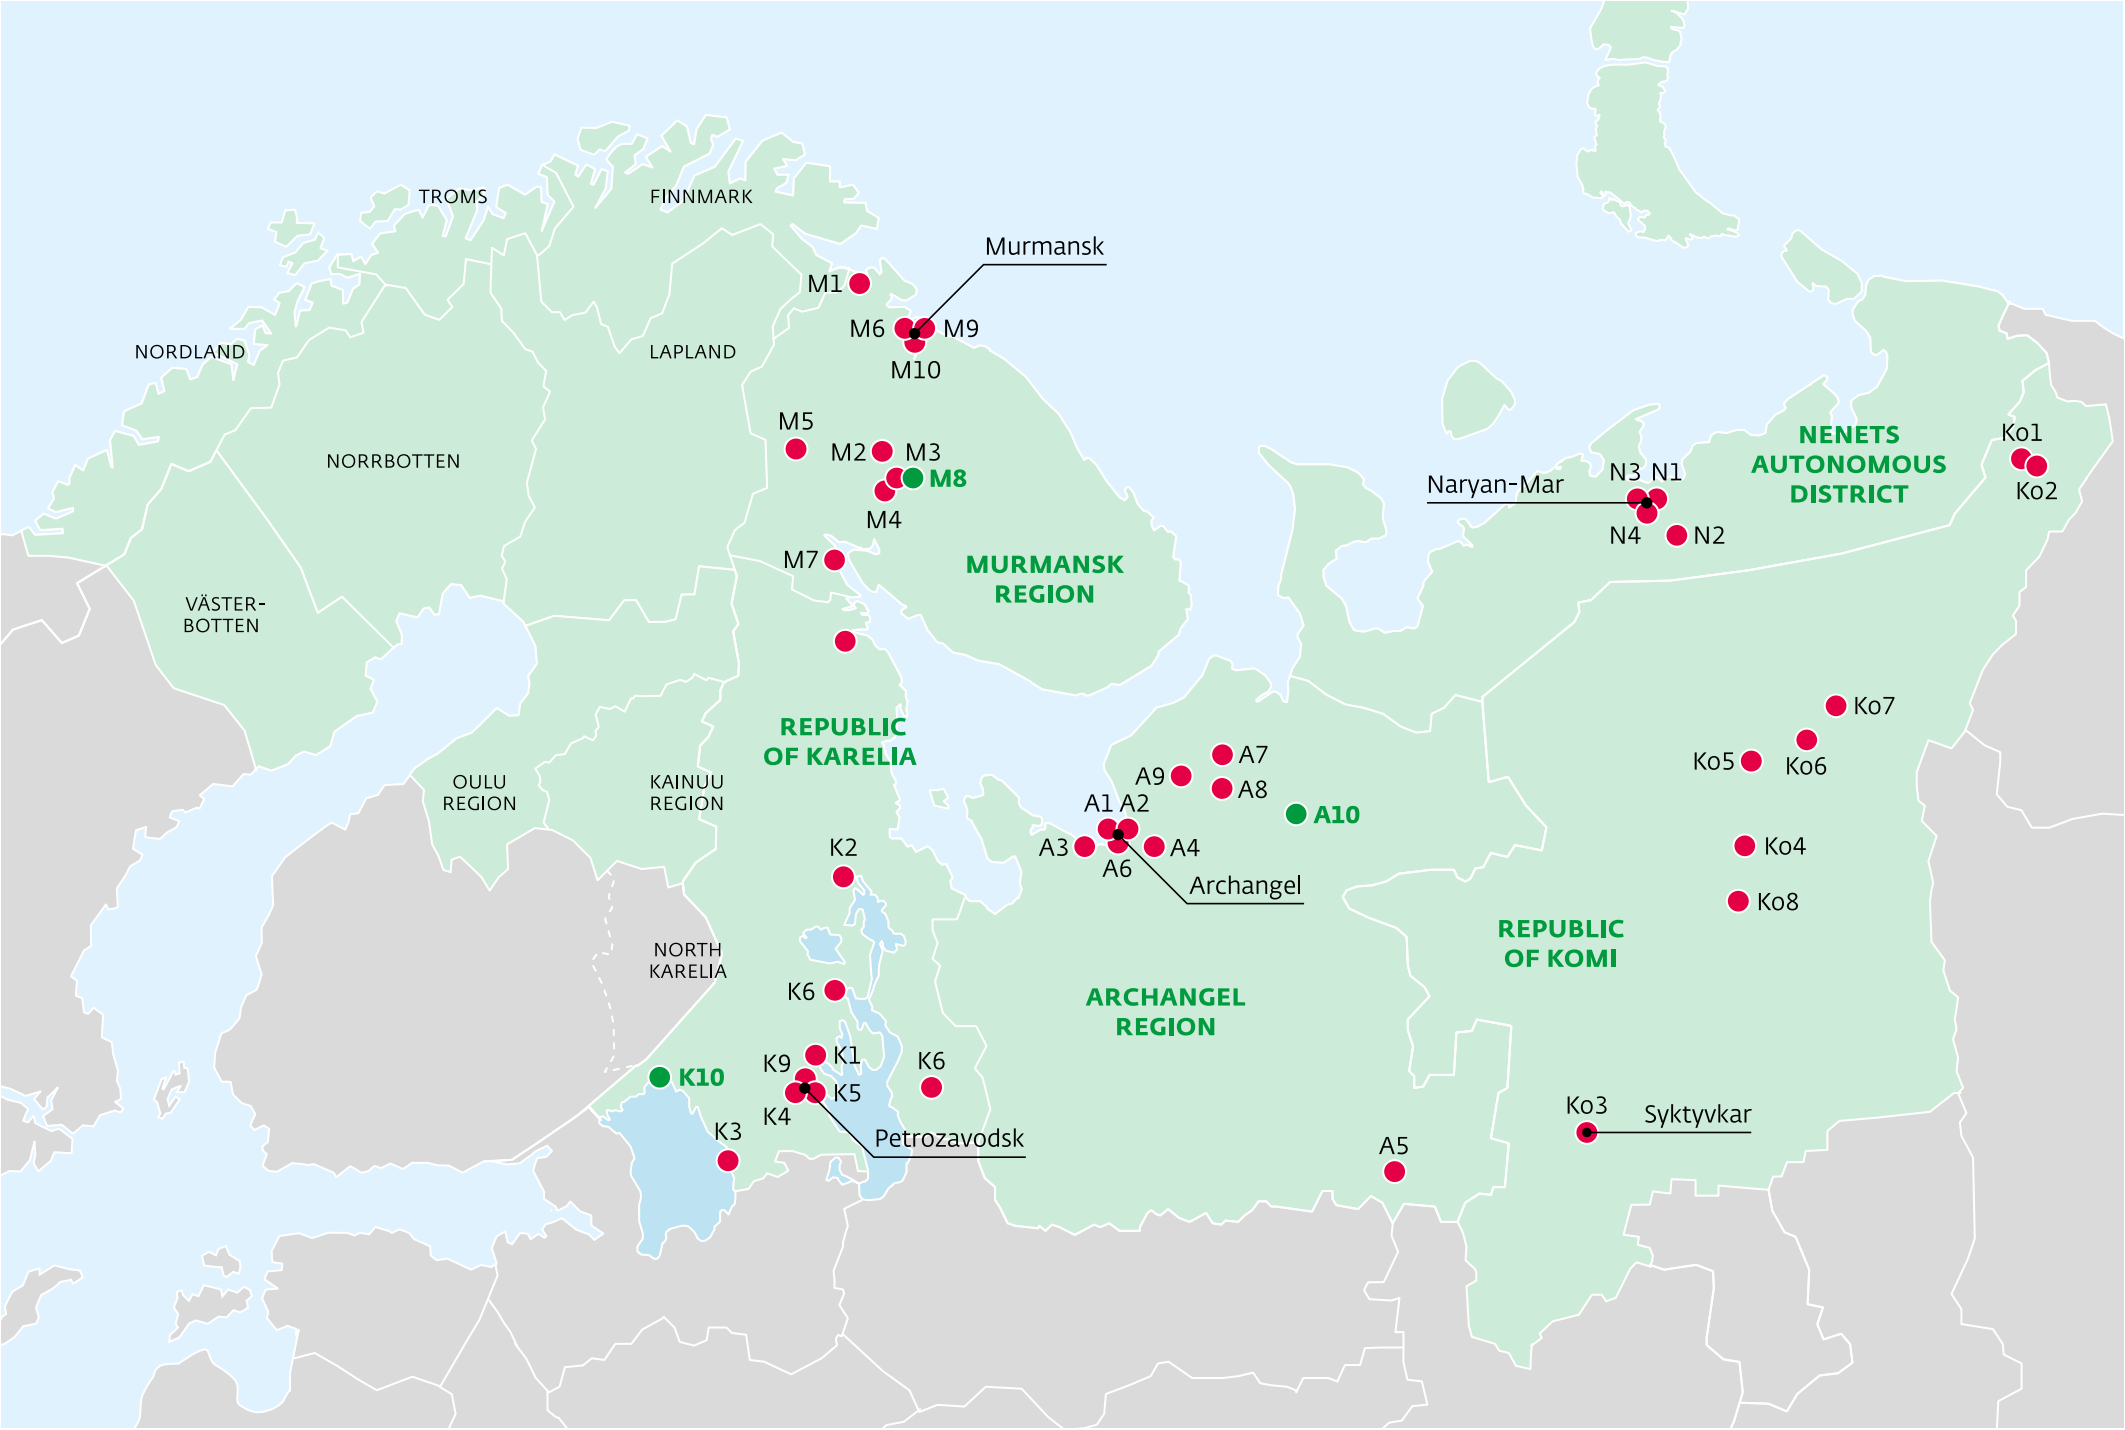 TROMS
FINNMARK
Murmansk
M1
M6
M9
M10
NORDLAND
LAPLAND
M5
M2
M3
M8
M4
NORRBOTTEN
M7
MURMANSK
REGION
NENETS
AUTONOMOUS
DISTRICT
Ko1
Ko2
N3
N1
Naryan-Mar
N4
N2
VÄSTER-
BOTTEN
REPUBLIC
OF KARELIA
OULU
REGION
KAINUU
REGION
A7
A9
A8
A1
A2
A10
A3
A4
A6
Archangel
Ko7
Ko5
Ko6
Ko4
Ko8
K2
NORTH
KARELIA
REPUBLIC
OF KOMI
ARCHANGEL
REGION
K6
K1
K9
K6
K10
K5
K4
Petrozavodsk
K3
Ko3
Syktyvkar
A5